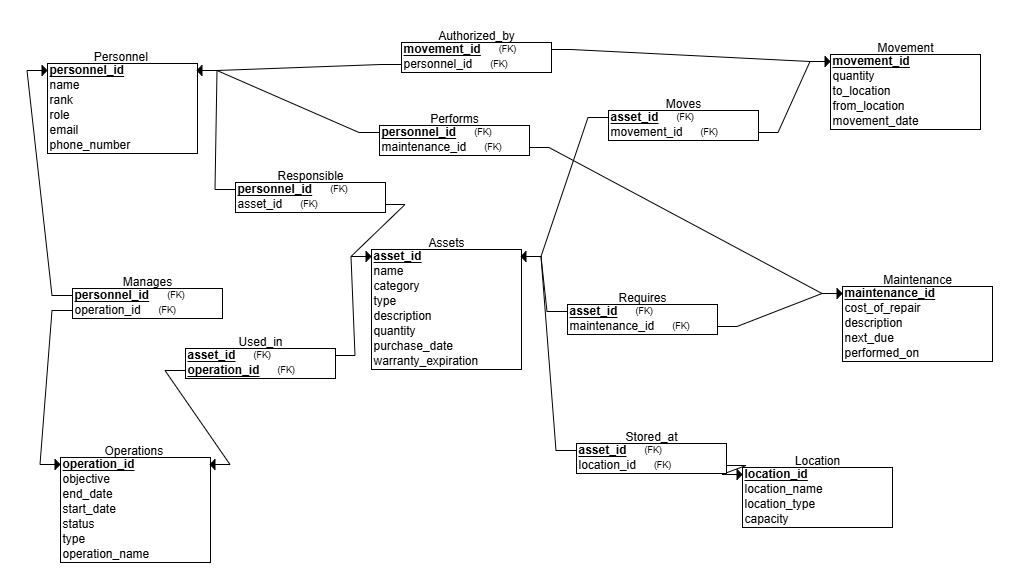 Authorized_by
movement_id (FK)
personnel_id (FK)
Personnel
personnel_id
name
rank
role
email
phone_number
Movement
movement_id
quantity
to_location
from_location
movement_date
Moves
asset_id (FK)
movement_id (FK)
Performs
personnel_id (FK)
maintenance_id (FK)
Responsible
personnel_id (FK)
asset_id (FK)
Assets
asset_id
name
category
type
description
quantity
purchase_date
warranty_expiration
Manages
personnel_id (FK)
operation_id (FK)
Requires
asset_id (FK)
maintenance_id (FK)
Maintenance
maintenance_id
cost_of_repair
description
next_due
performed_on
Used_in
asset_id (FK)
operation_id (FK)
Operations
operation_id
objective
end_date
start_date
status
type
operation_name
Stored_at
asset_id (FK)
location_id (FK)
Location
location_id
location_name
location_type
capacity